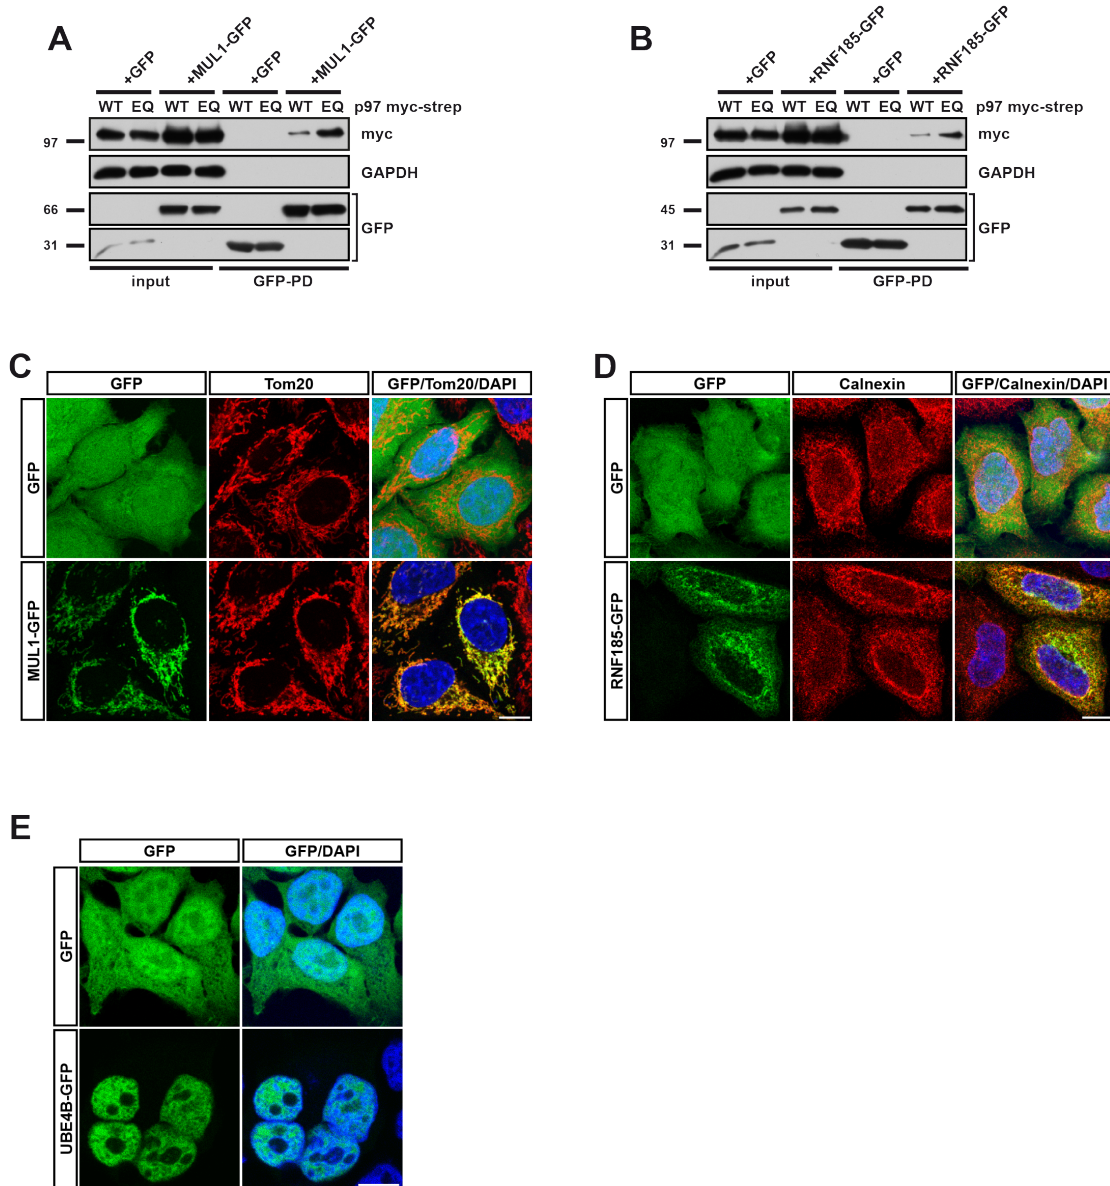 A
+GFP
+MUL1-GFP
+GFP
+MUL1-GFP
WT EQ WT EQ WT EQ WT EQ p97 myc-strep
97 myc
GAPDH
66
GFP
31
input GFP-PD
B
+GFP
+RNF185-GFP
+GFP
+RNF185-GFP
WT EQ WT EQ WT EQ WT EQ p97 myc-strep
97 myc
GAPDH
45
GFP
31
input GFP-PD
C
GFP Tom20 GFP/Tom20/DAPI
GFP
MUL1-GFP
D
GFP Calnexin GFP/Calnexin/DAPI
GFP
RNF185-GFP
E
GFP GFP/DAPI
GFP
UBE4B-GFP